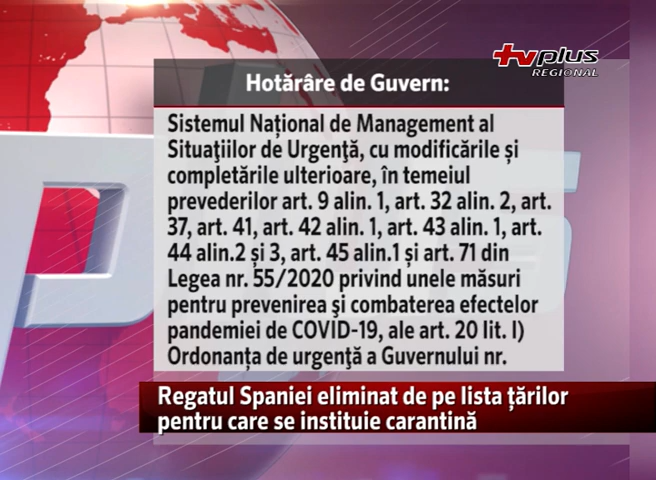 tvplus
REGIONAL
Hotărâre de Guvern:
Sistemul Național de Management al
Situaţiilor de Urgenţă, cu modificările și
completările ulterioare, în temeiul
prevederilor art. 9 alin. 1, art. 32 alin. 2, art.
37, art. 41, art. 42 alin. 1, art. 43 alin. 1, art.
44 alin.2 și 3, art. 45 alin.1 și art. 71 din
Legea nr. 55/2020 privind unele măsuri
pentru prevenirea şi combaterea efectelor
pandemiei de COVID-19, ale art. 20 lit. l)
Ordonanța de urgenţă a Guvernului nr.
Regatul Spaniei eliminat de pe lista țărilor
pentru care se instituie carantină